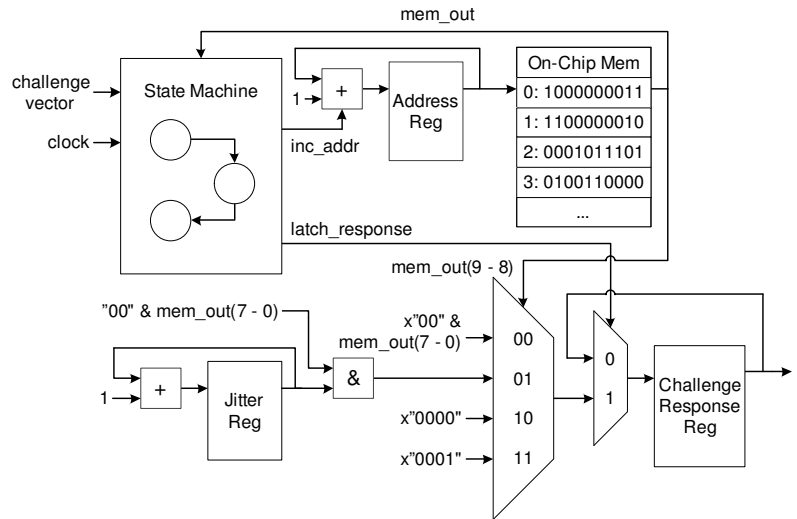 mem_out
challenge
vector
clock
State Machine
+
1
inc_addr
Address
Reg
On-Chip Mem
0: 1000000011
1: 1100000010
2: 0001011101
3: 0100110000
...
latch_response
mem_out(9 - 8)
"00" & mem_out(7 - 0)
x"00" &
mem_out(7 - 0)
00
01
x"0000"
10
x"0001"
11
+
1
Jitter
Reg
&
0
1
Challenge
Response
Reg